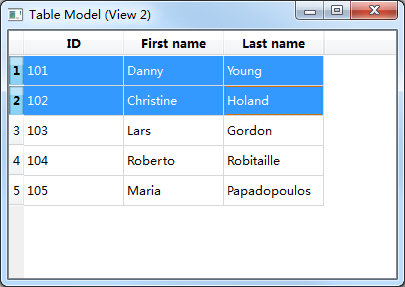 Table Model (View 2)
ID First name Last name
1 101 Danny Young
2 102 Christine Holand
3 103 Lars Gordon
4 104 Roberto Robitaille
5 105 Maria Papadopoulos